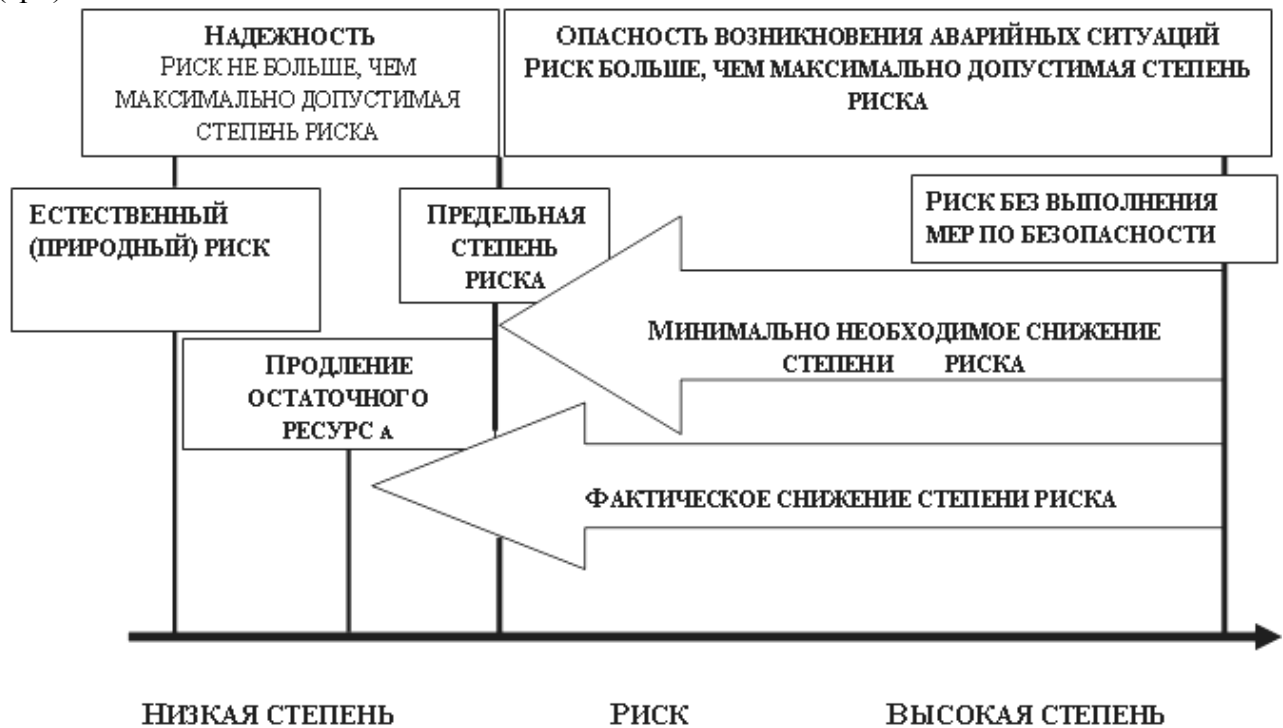 НАДЕЖНОСТЬ
РИСК НЕ БОЛЬШЕ, ЧЕМ
МАКСИМАЛЬНО ДОПУСТИМАЯ
СТЕПЕНЬ РИСКА
ОПАСНОСТЬ ВОЗНИКНОВЕНИЯ АВАРИЙНЫХ СИТУАЦИЙ
РИСК БОЛЬШЕ, ЧЕМ МАКСИМАЛЬНО ДОПУСТИМАЯ СТЕПЕНЬ
РИСКА
ЕСТЕСТВЕННЫЙ
(ПРИРОДНЫЙ) РИСК
ПРЕДЕЛЬНАЯ
СТЕПЕНЬ
РИСКА
РИСК БЕЗ ВЫПОЛНЕНИЯ
МЕР ПО БЕЗОПАСНОСТИ
МИНИМАЛЬНО НЕОБХОДИМОЕ СНИЖЕНИЕ
СТЕПЕНИ РИСКА
ПРОДЛЕНИЕ
ОСТАТОЧНОГО
РЕСУРС А
ФАКТИЧЕСКОЕ СНИЖЕНИЕ СТЕПЕНИ РИСКА
НИЗКАЯ СТЕПЕНЬ РИСК ВЫСОКАЯ СТЕПЕНЬ